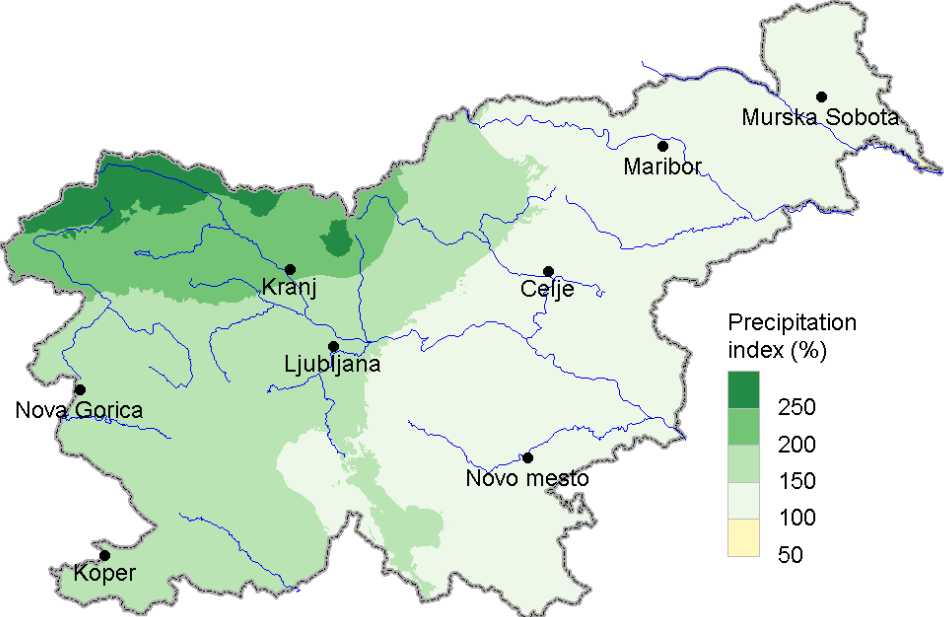 Murska Sobota
Maribor
Kranj
Celje
Ljubljana
Nova Gorica
Novo mesto
Koper
Precipitation
index (%)
250
200
150
100
50